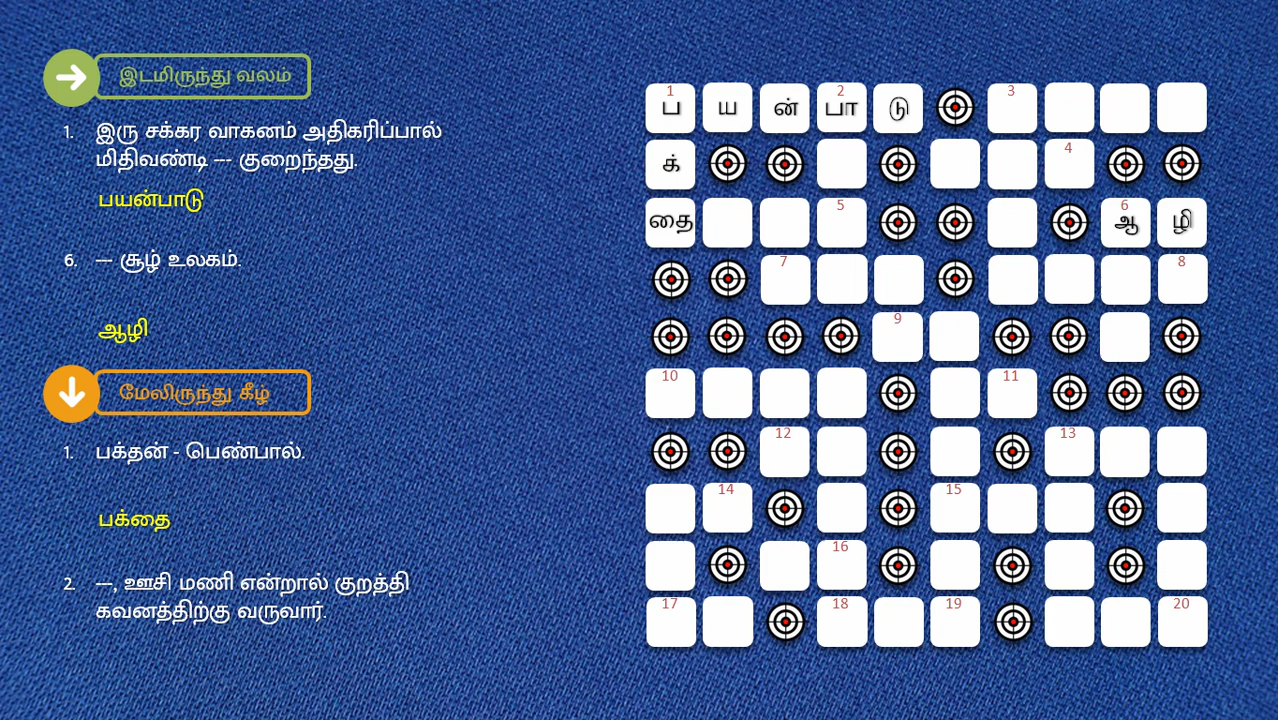 இடமிருந்து வலம்
1. இரு சக்கர வாகனம் அதிகரிப்பால்
மிதிவண்டி --- குறைந்தது.
பயன்பாடு
6. --- சூழ் உலகம்.
ஆழி
மேலிருந்து கீழ்
1. பக்தன் - பெண்பால்.
பக்தை
2. ---, ஊசி மணி என்றால் குறத்தி
கவனத்திற்கு வருவார்.
1 2 3
ப ய ன் பா டு
4
க்
5 6
தை ஆ ழி
7 8
9
10 11
12 13
14 15
16
17 18 19 20